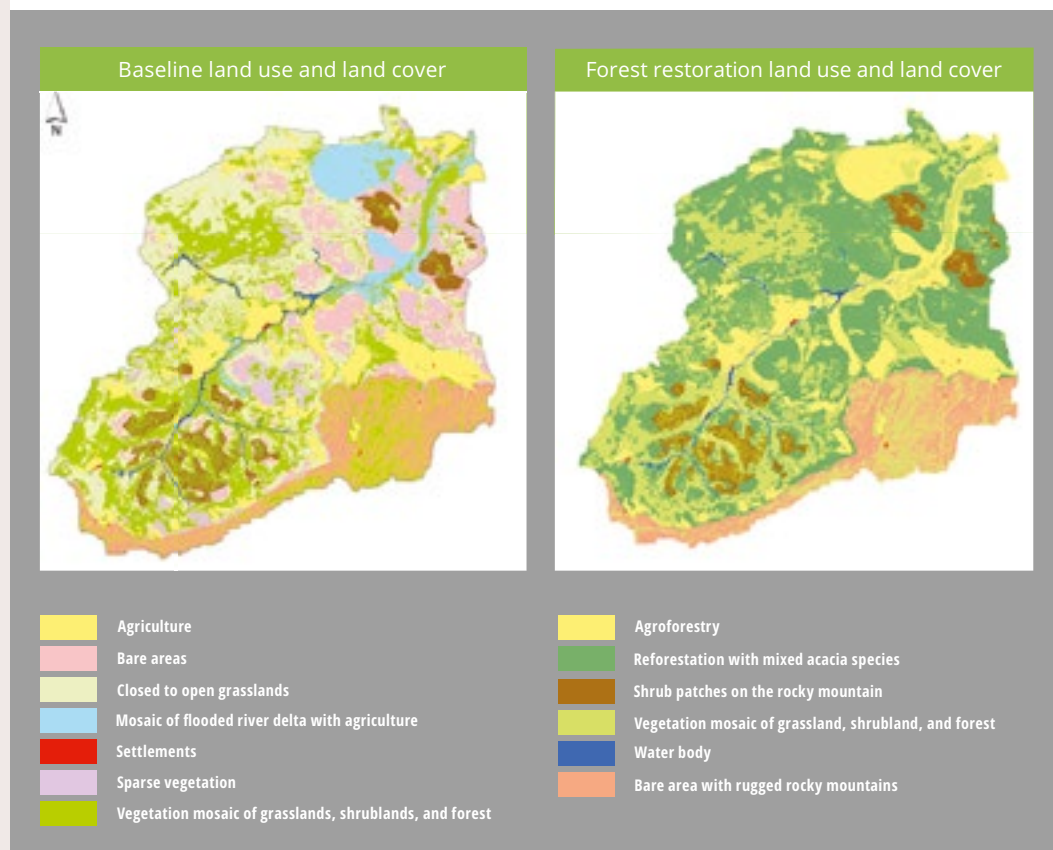 Baseline land use and land cover
Forest restoration land use and land cover
N
Agriculture
Bare areas
Closed to open grasslands
Mosaic of flooded river delta with agriculture
Settlements
Sparse vegetation
Vegetation mosaic of grasslands, shrublands, and forest
Agroforestry
Reforestation with mixed acacia species
Shrub patches on the rocky mountain
Vegetation mosaic of grassland, shrubland, and forest
Water body
Bare area with rugged rocky mountains